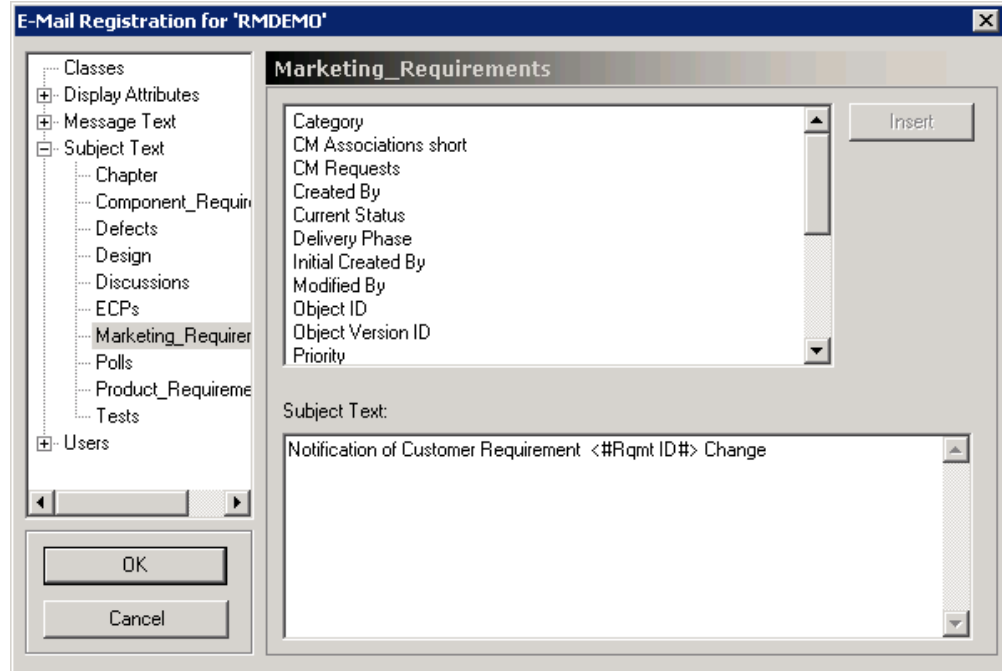 E-Mail Registration for 'RMDEMO'
Classes
Display Attributes
Message Text
Subject Text
Chapter
Component_Requir
Defects
Design
Discussions
ECPs
Marketing_Requirer
Polls
Product_Requireme
Tests
Users
OK
Cancel
Marketing_Requirements
Category
CM Associations short
CM Requests
Created By
Current Status
Delivery Phase
Initial Created By
Modified By
Object ID
Object Version ID
Priority
Insert
Subject Text:
Notification of Customer Requirement <#Rqmt ID#> Change